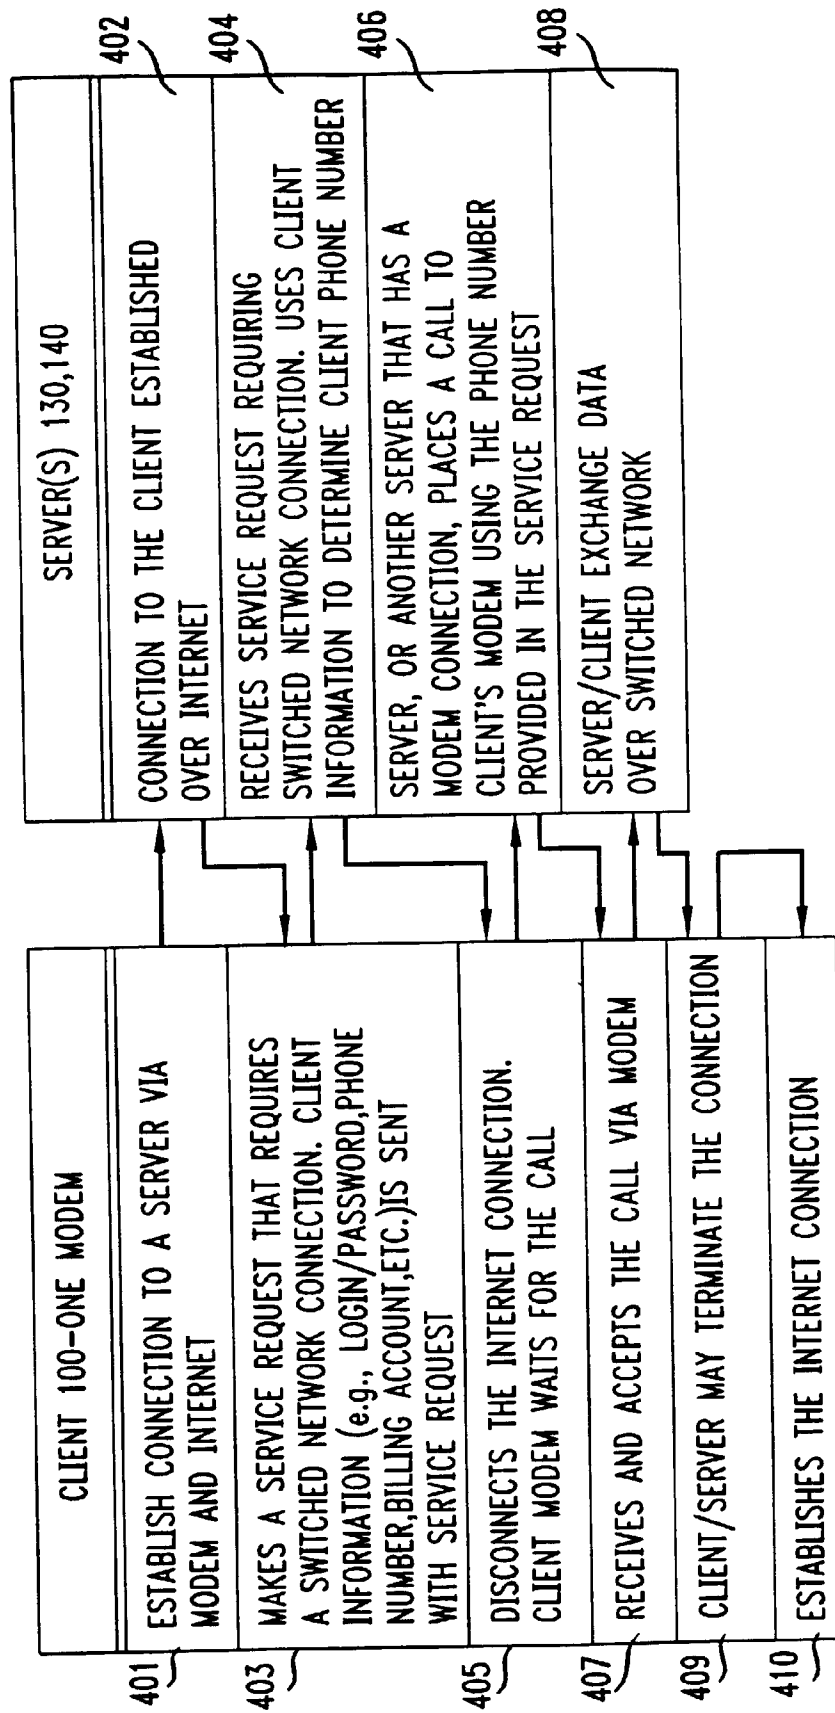 CLIENT 100-ONE MODEM
401
ESTABLISH CONNECTION TO A SERVER VIA
MODEM AND INTERNET
403
MAKES A SERVICE REQUEST THAT REQUIRES
A SWITCHED NETWORK CONNECTION. CLIENT
INFORMATION (e.g., LOGIN/PASSWORD,PHONE
NUMBER,BILLING ACCOUNT,ETC.)IS SENT
WITH SERVICE REQUEST
405
DISCONNECTS THE INTERNET CONNECTION.
CLIENT MODEM WAITS FOR THE CALL
407
RECEIVES AND ACCEPTS THE CALL VIA MODEM
409
CLIENT/SERVER MAY TERMINATE THE CONNECTION
410
ESTABLISHES THE INTERNET CONNECTION
SERVER(S) 130,140
CONNECTION TO THE CLIENT ESTABLISHED
OVER INTERNET
402
RECEIVES SERVICE REQUEST REQUIRING
SWITCHED NETWORK CONNECTION. USES CLIENT
INFORMATION TO DETERMINE CLIENT PHONE NUMBER
404
SERVER, OR ANOTHER SERVER THAT HAS A
MODEM CONNECTION, PLACES A CALL TO
CLIENT'S MODEM USING THE PHONE NUMBER
PROVIDED IN THE SERVICE REQUEST
406
SERVER/CLIENT EXCHANGE DATA
OVER SWITCHED NETWORK
408